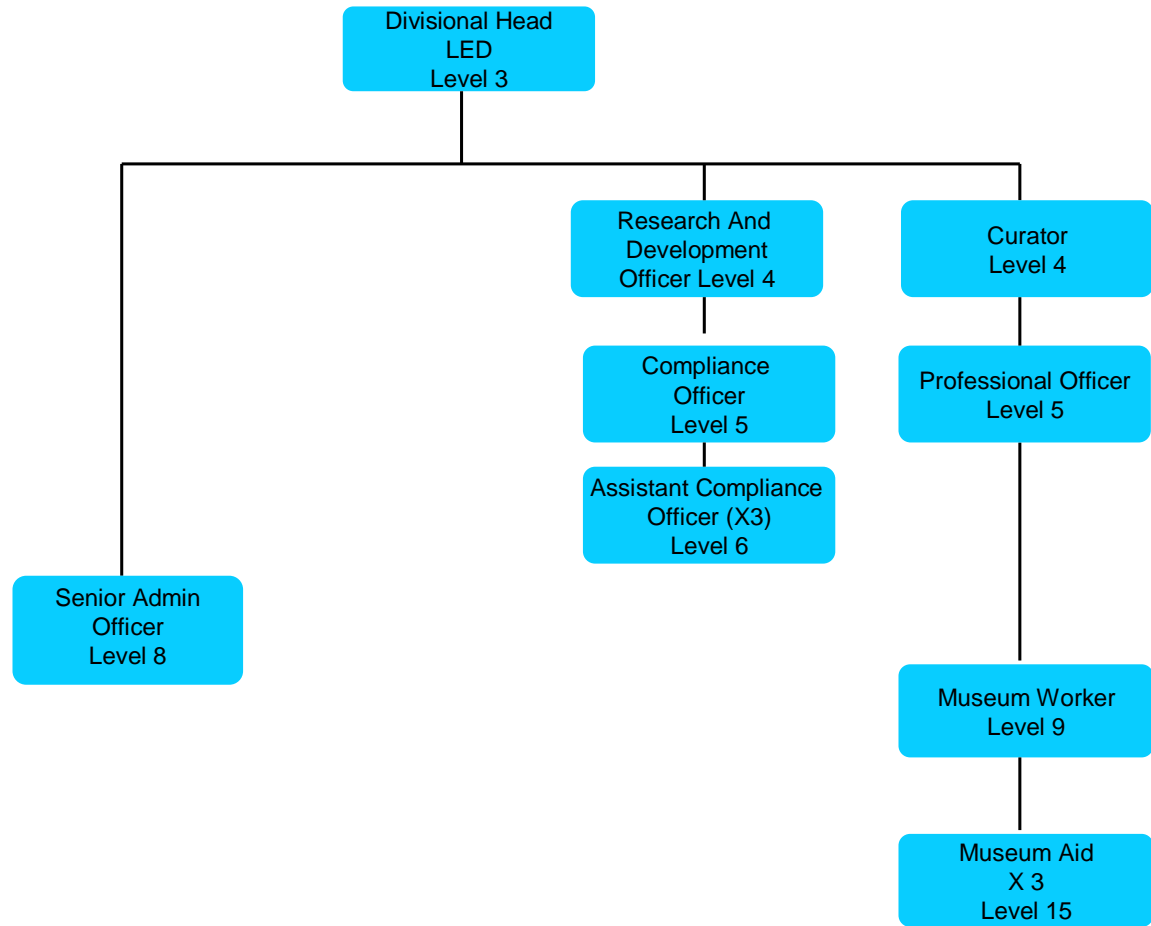 Divisional Head
LED
Level 3
Research And
Development
Officer Level 4
Curator
Level 4
Compliance
Officer
Level 5
Professional Officer
Level 5
Assistant Compliance
Officer (X3)
Level 6
Senior Admin
Officer
Level 8
Museum Worker
Level 9
Museum Aid
X 3
Level 15